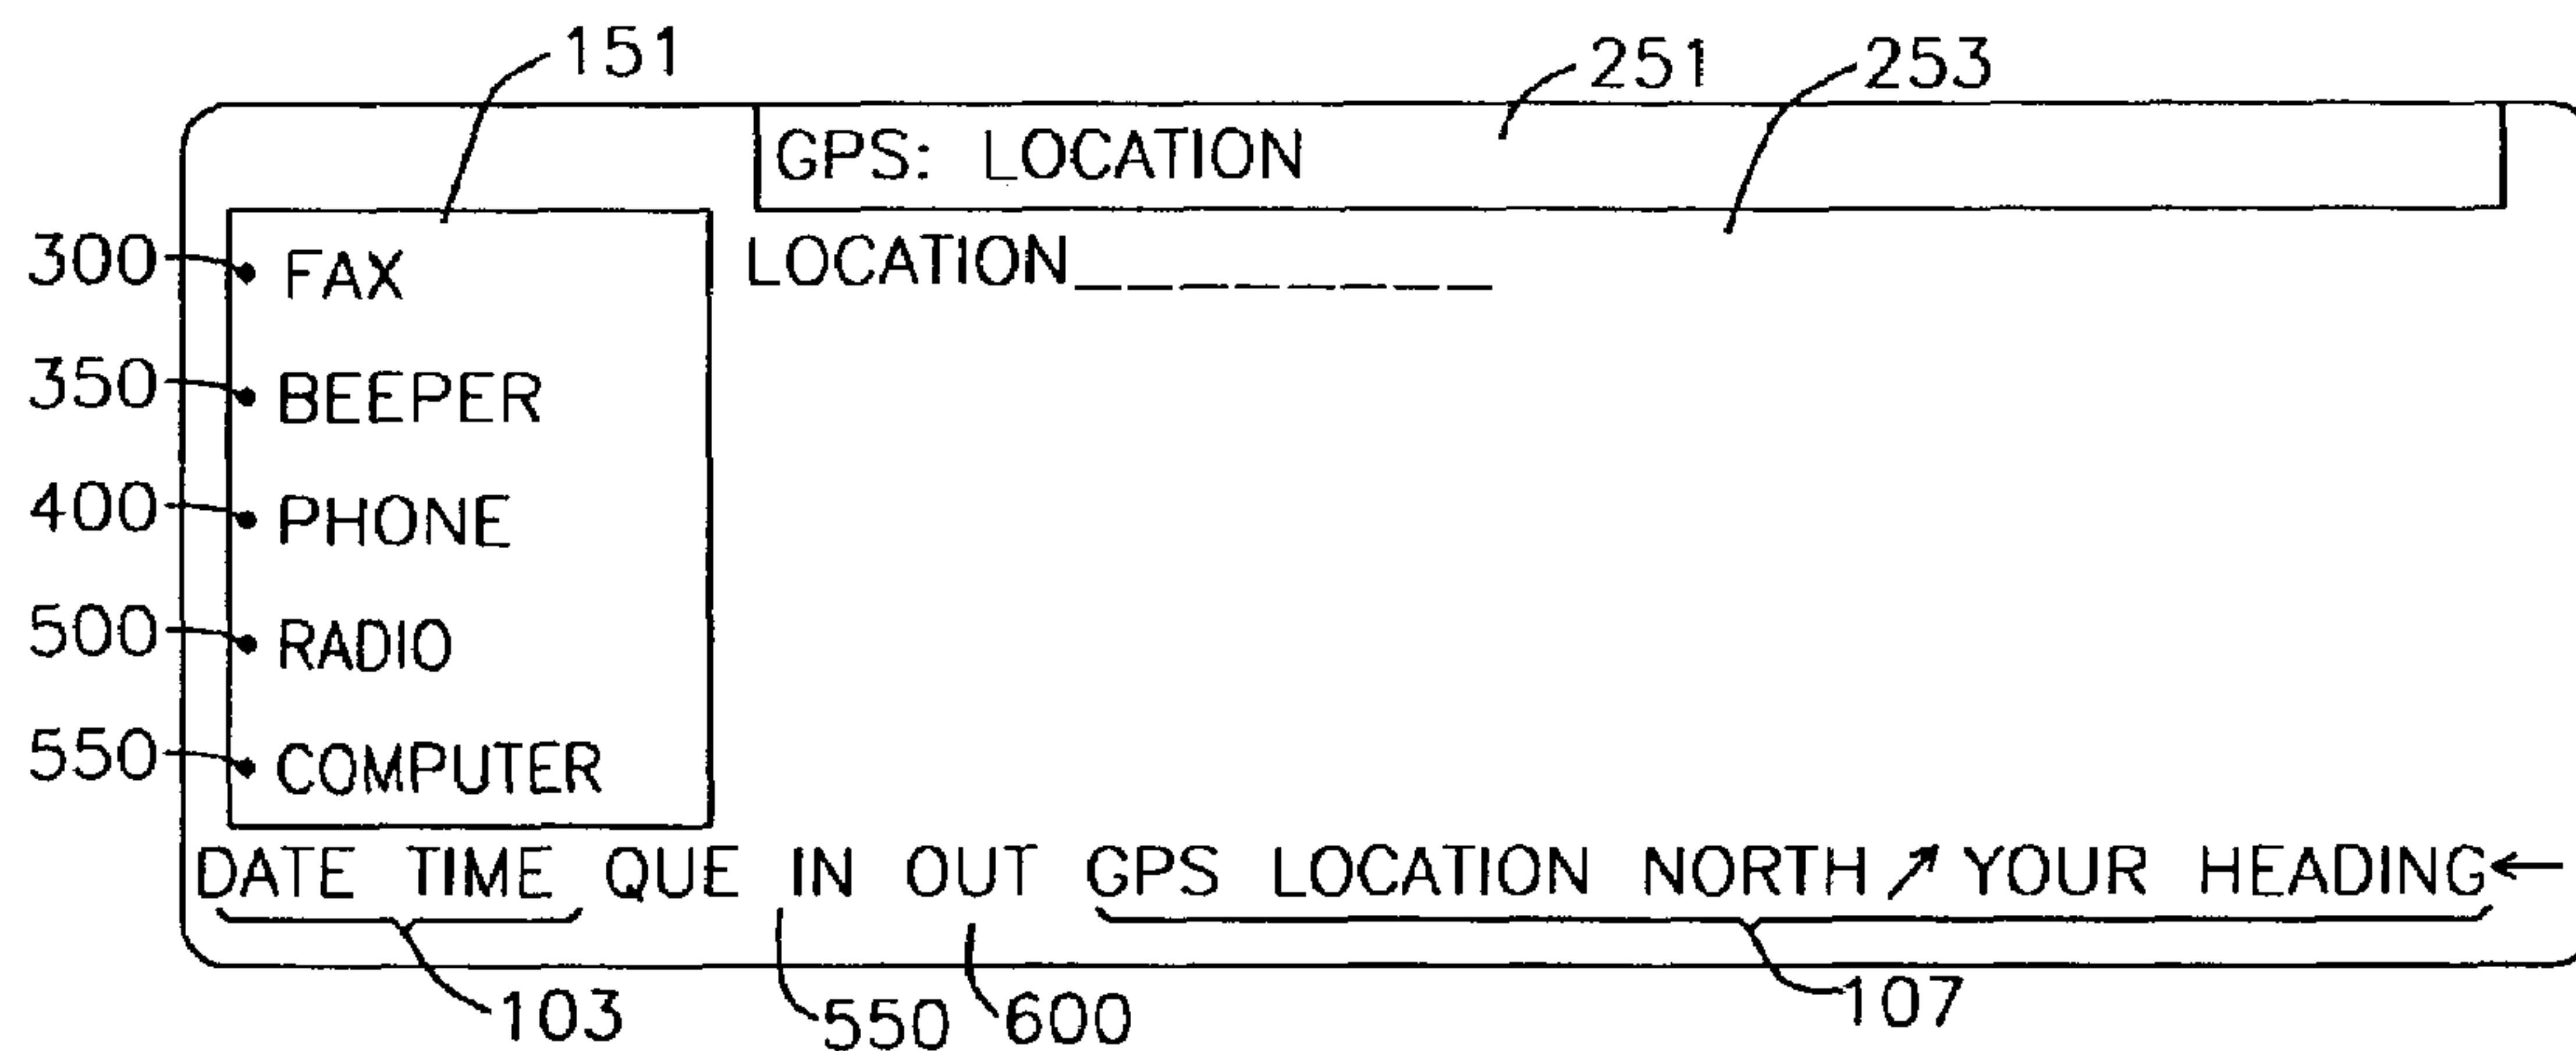 151 251 253
GPS: LOCATION
300 FAX LOCATION_ _ _ _ _ _ _ _
350 BEEPER
400 PHONE
500 RADIO
550 COMPUTER
DATE TIME QUE IN OUT GPS LOCATION NORTH ↗ YOUR HEADING ←
103 550 600 107